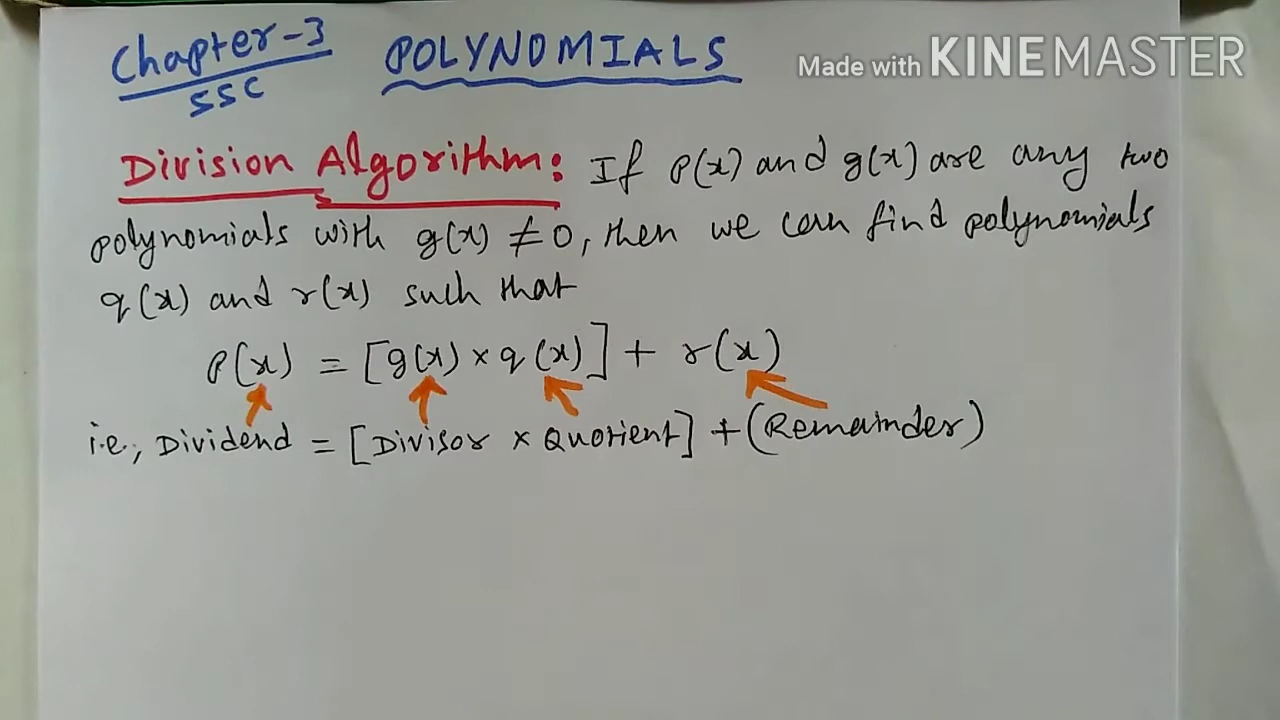 Chapter-3 POLYNOMIALS
SSC
Made with KINEMASTER
Division Algorithm: If P(x) and g(x) are any two
polynomials with g(x) ≠ 0, then we can find polynomials
q(x) and r(x) such that
P(x) = [g(x) × q(x)] + r(x)
i.e., Dividend = [Divisor × Quotient] + (Remainder)